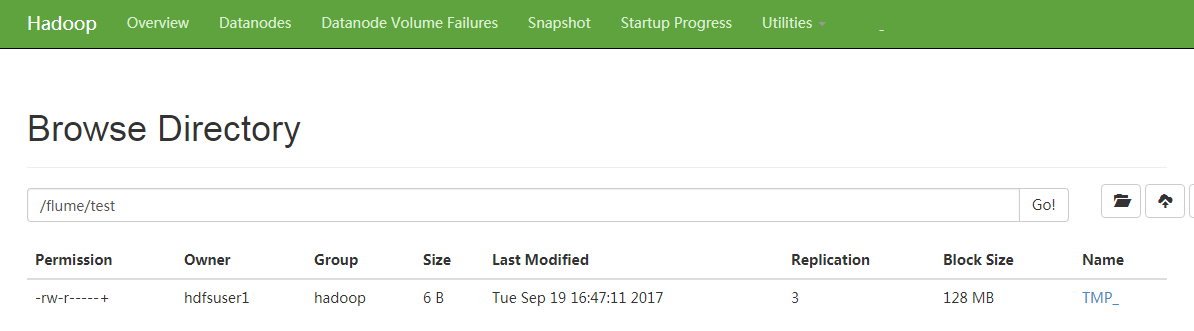 Hadoop Overview Datanodes Datanode Volume Failures Snapshot Startup Progress Utilities _
Browse Directory
/flume/test Go!
Permission Owner Group Size Last Modified Replication Block Size Name
-rw-r-----+ hdfsuser1 hadoop 6 B Tue Sep 19 16:47:11 2017 3 128 MB TMP_